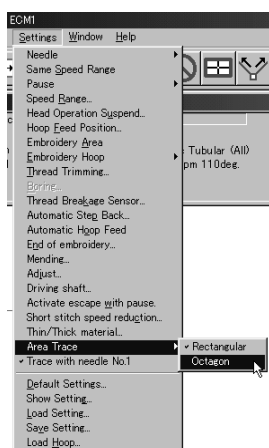 ECM1
Settings Window Help
Needle
Same Speed Range
Pause
Speed Range...
Head Operation Suspend...
Hoop Feed Position...
Embroidery Area
Embroidery Hoop
Tubular (All)
Thread Trimming...
pm 110deg.
Boring...
Thread Breakage Sensor...
Automatic Step Back...
Automatic Hoop Feed
End of embroidery...
Mending...
Adjust...
Driving shaft...
Activate escape with pause.
Short stitch speed reduction...
Thin/Thick material...
Area Trace
Rectangular
Trace with needle No.1
Octagon
Default Settings...
Show Setting...
Load Setting...
Save Setting...
Load Hoop...